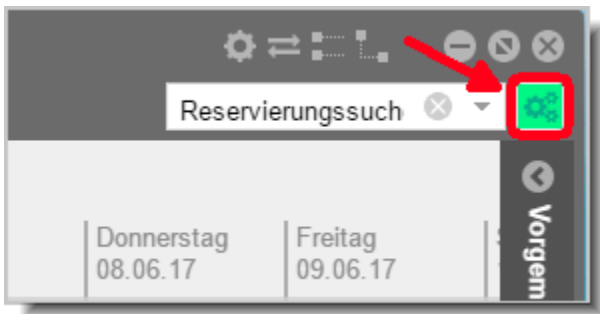 Reservierungssuch
Donnerstag
08.06.17
Freitag
09.06.17
Vorgem